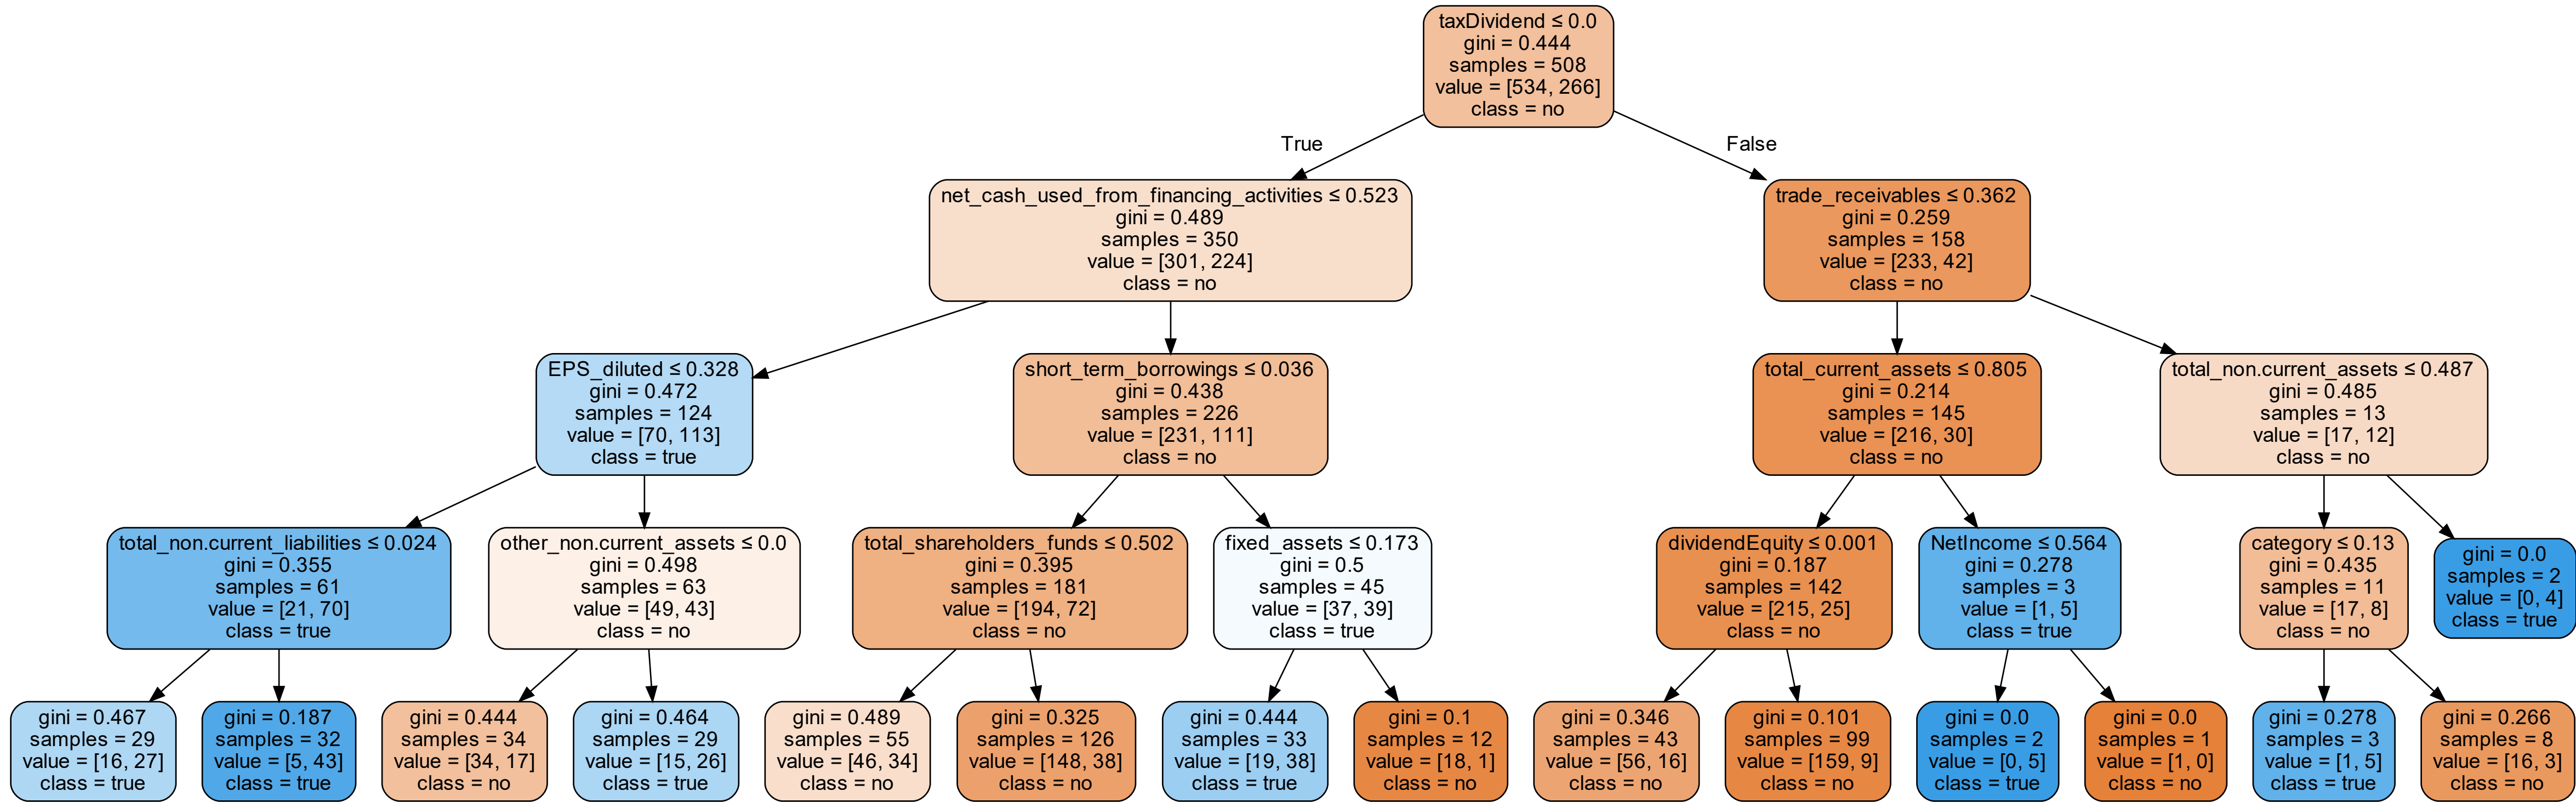 taxDividend ≤ 0.0
gini = 0.444
samples = 508
value = [534, 266]
class = no
True
False
net_cash_used_from_financing_activities ≤ 0.523
gini = 0.489
samples = 350
value = [301, 224]
class = no
trade_receivables ≤ 0.362
gini = 0.259
samples = 158
value = [233, 42]
class = no
EPS_diluted ≤ 0.328
gini = 0.472
samples = 124
value = [70, 113]
class = true
short_term_borrowings ≤ 0.036
gini = 0.438
samples = 226
value = [231, 111]
class = no
total_current_assets ≤ 0.805
gini = 0.214
samples = 145
value = [216, 30]
class = no
total_non.current_assets ≤ 0.487
gini = 0.485
samples = 13
value = [17, 12]
class = no
total_non.current_liabilities ≤ 0.024
gini = 0.355
samples = 61
value = [21, 70]
class = true
other_non.current_assets ≤ 0.0
gini = 0.498
samples = 63
value = [49, 43]
class = no
total_shareholders_funds ≤ 0.502
gini = 0.395
samples = 181
value = [194, 72]
class = no
fixed_assets ≤ 0.173
gini = 0.5
samples = 45
value = [37, 39]
class = true
dividendEquity ≤ 0.001
gini = 0.187
samples = 142
value = [215, 25]
class = no
NetIncome ≤ 0.564
gini = 0.278
samples = 3
value = [1, 5]
class = true
category ≤ 0.13
gini = 0.435
samples = 11
value = [17, 8]
class = no
gini = 0.0
samples = 2
value = [0, 4]
class = true
gini = 0.467
samples = 29
value = [16, 27]
class = true
gini = 0.187
samples = 32
value = [5, 43]
class = true
gini = 0.444
samples = 34
value = [34, 17]
class = no
gini = 0.464
samples = 29
value = [15, 26]
class = true
gini = 0.489
samples = 55
value = [46, 34]
class = no
gini = 0.325
samples = 126
value = [148, 38]
class = no
gini = 0.444
samples = 33
value = [19, 38]
class = true
gini = 0.1
samples = 12
value = [18, 1]
class = no
gini = 0.346
samples = 43
value = [56, 16]
class = no
gini = 0.101
samples = 99
value = [159, 9]
class = no
gini = 0.0
samples = 2
value = [0, 5]
class = true
gini = 0.0
samples = 1
value = [1, 0]
class = no
gini = 0.278
samples = 3
value = [1, 5]
class = true
gini = 0.266
samples = 8
value = [16, 3]
class = no